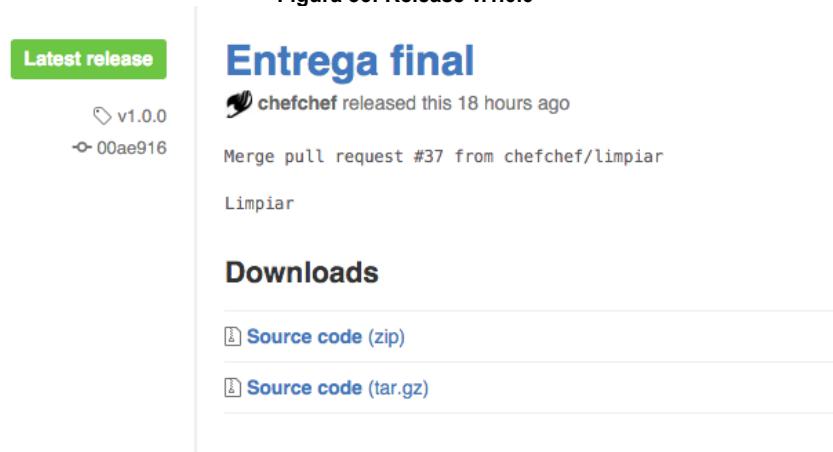 Latest release
v1.0.0
00ae916
Entrega final
chefchef released this 18 hours ago
Merge pull request #37 from chefchef/limpiar
Limpiar
Downloads
Source code (zip)
Source code (tar.gz)